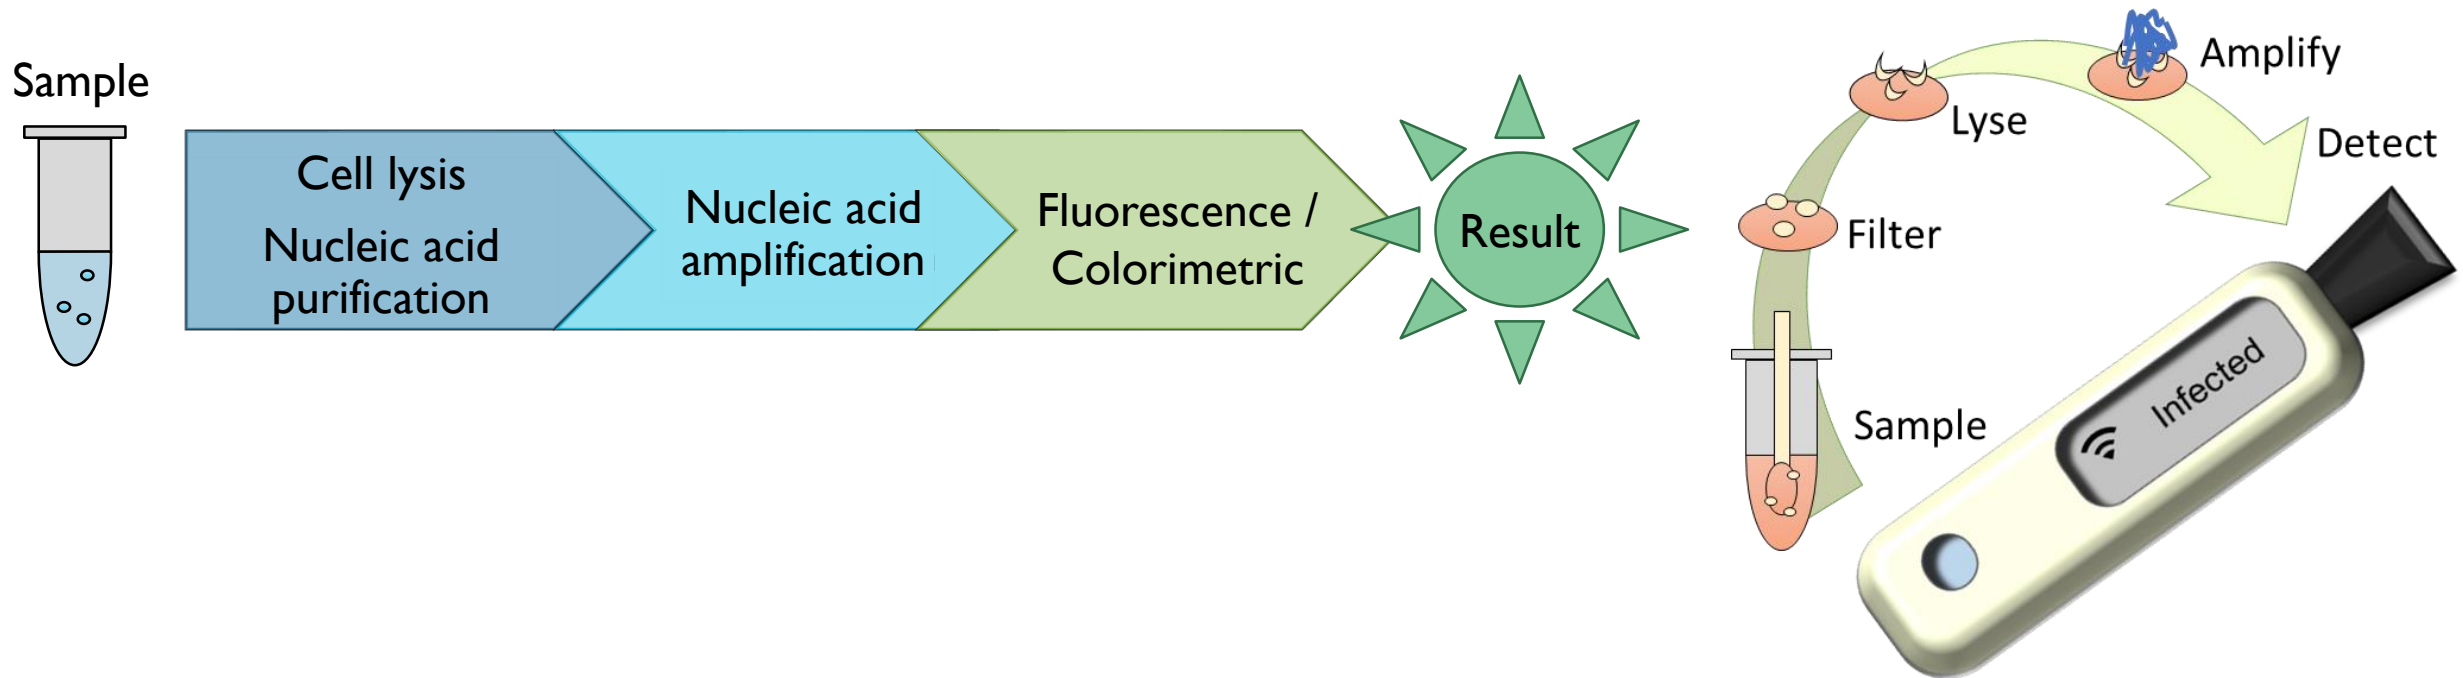 Sample
Cell lysis
Nucleic acid
purification
Nucleic acid
amplification
Fluorescence /
Colorimetric
Result
Amplify
Lyse
Detect
Filter
Sample
Infected